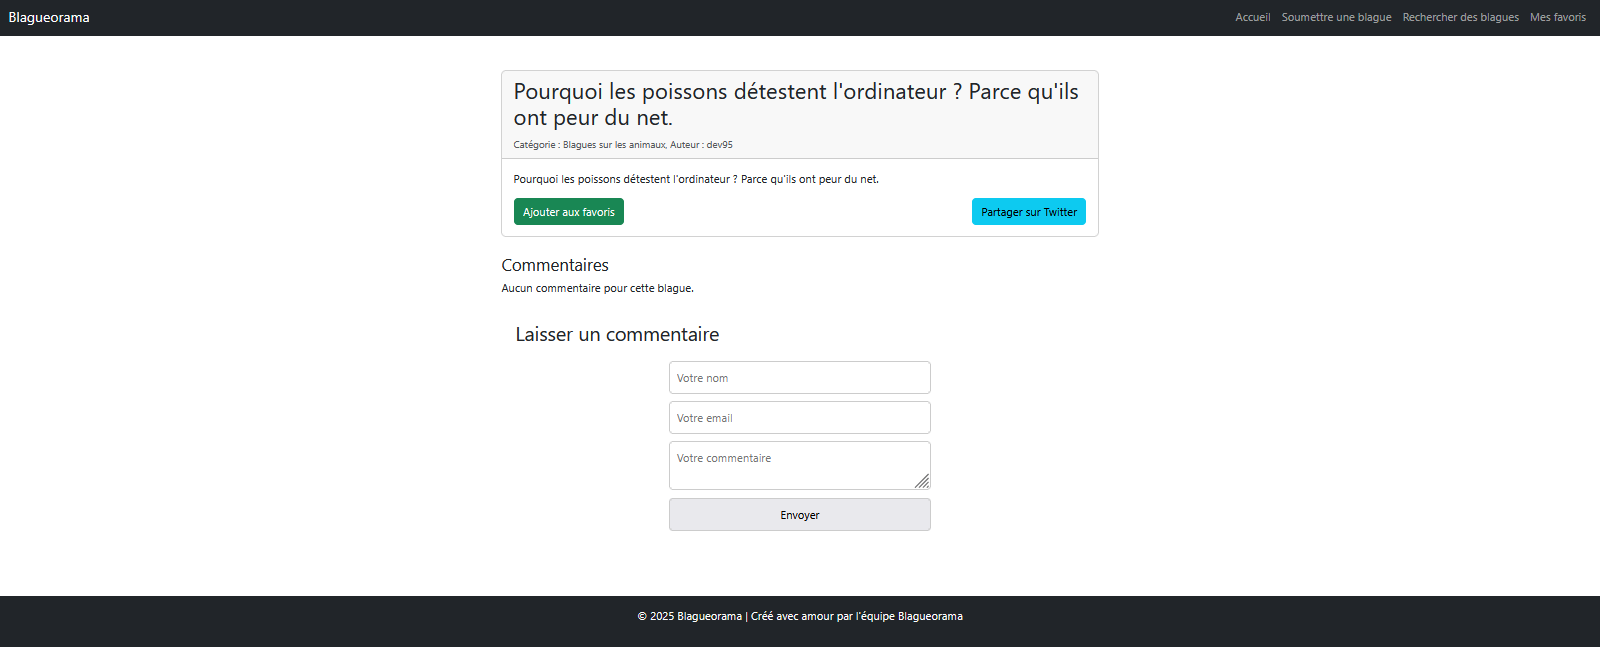 Blagueorama
Accueil Soumettre une blague Rechercher des blagues Mes favoris
Pourquoi les poissons détestent l'ordinateur ? Parce qu'ils
ont peur du net.
Catégorie : Blagues sur les animaux, Auteur : dev95
Pourquoi les poissons détestent l'ordinateur ? Parce qu'ils ont peur du net.
Ajouter aux favoris
Partager sur Twitter
Commentaires
Aucun commentaire pour cette blague.
Laisser un commentaire
Votre nom
Votre email
Votre commentaire
Envoyer
© 2025 Blagueorama | Créé avec amour par l'équipe Blagueorama